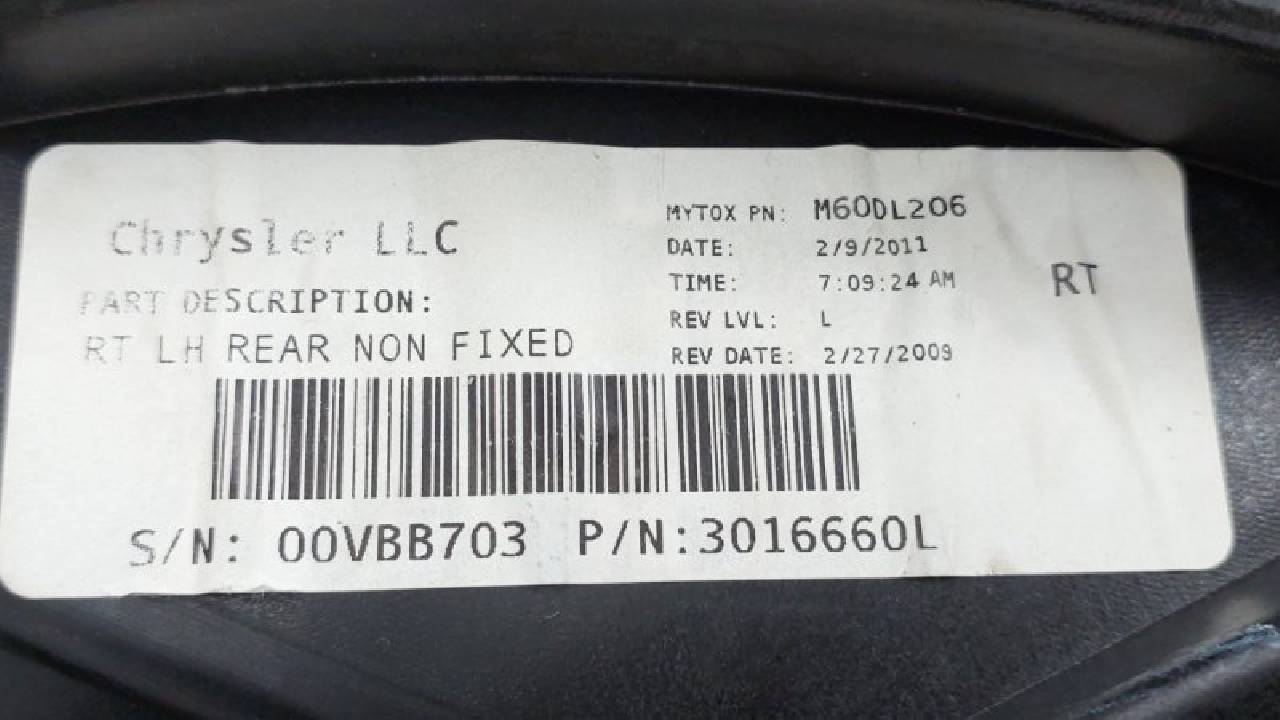 Chrysler LLC
PART DESCRIPTION:
RT LH REAR NON FIXED
MYTOX PN: M60DL206
DATE: 2/9/2011
TIME: 7:09:24 AM
REV LVL: L
REV DATE: 2/27/2009
RT
S/N: 00VBB703 P/N:3016660L